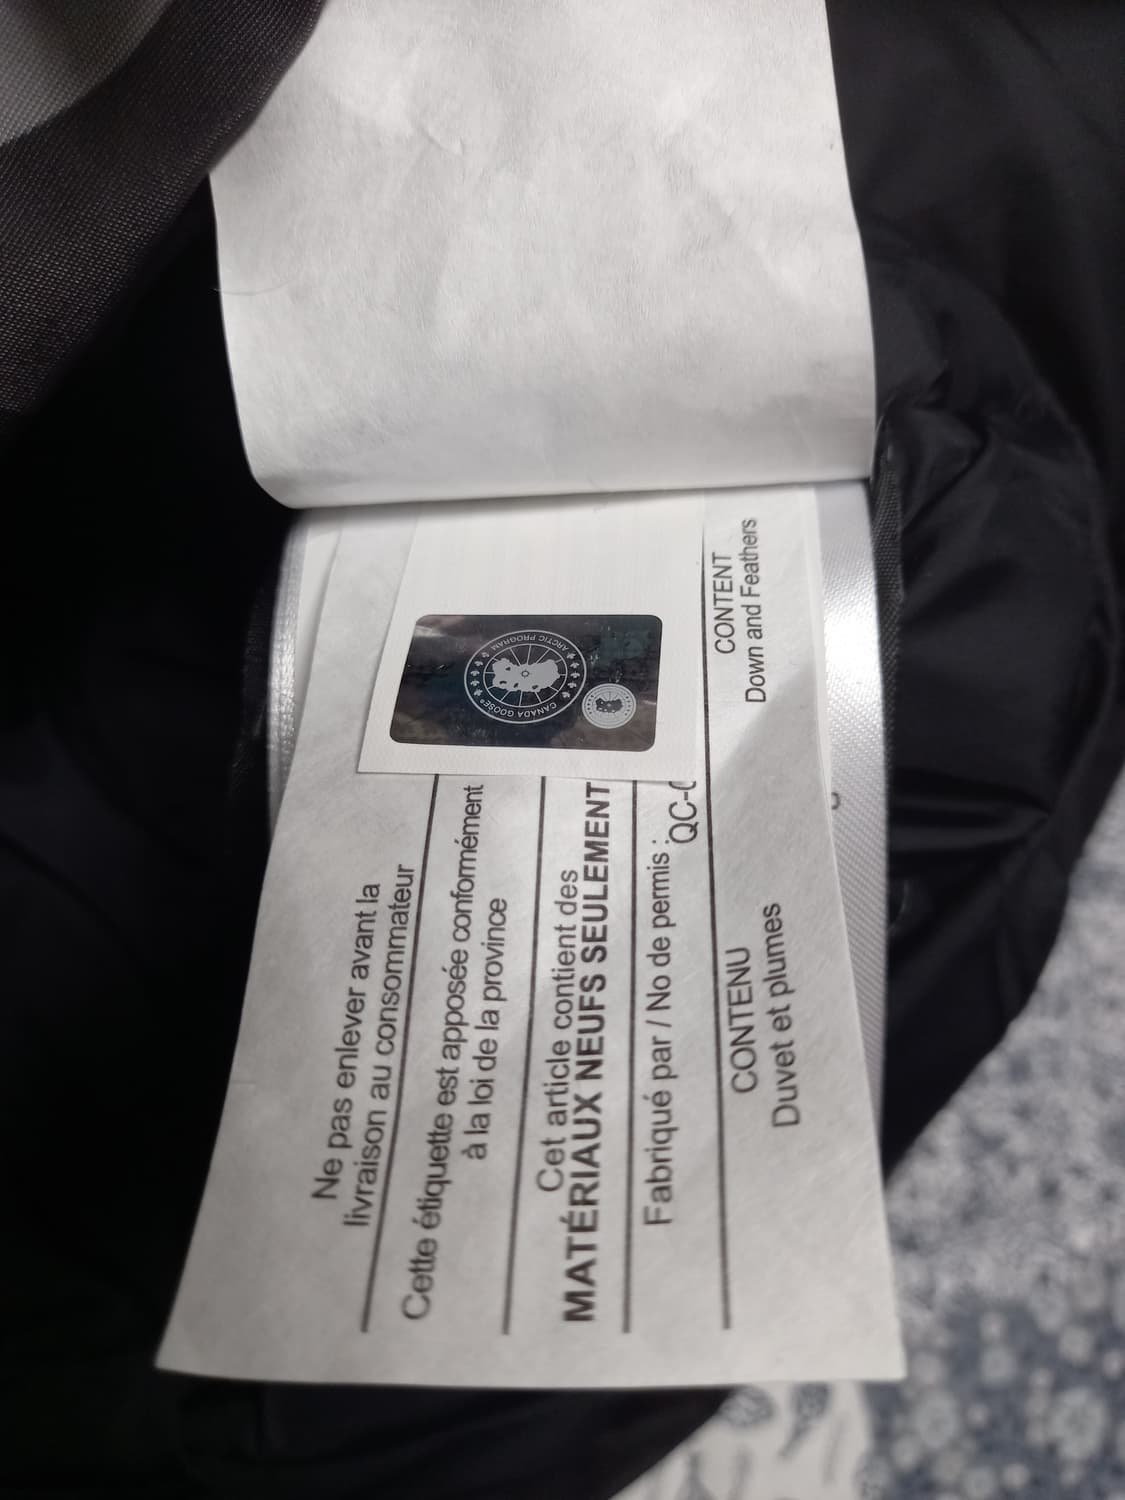 Ne pas enlever avant la
livraison au consommateur
Cette étiquette est apposée conformément
à la loi de la province
Cet article contient des
MATÉRIAUX NEUFS SEULEMENT
Fabriqué par / No de permis :
QC-
CONTENU
Duvet et plumes
CONTENT
Down and Feathers
ARCTIC PROGRAM
CANADA GOOSE®